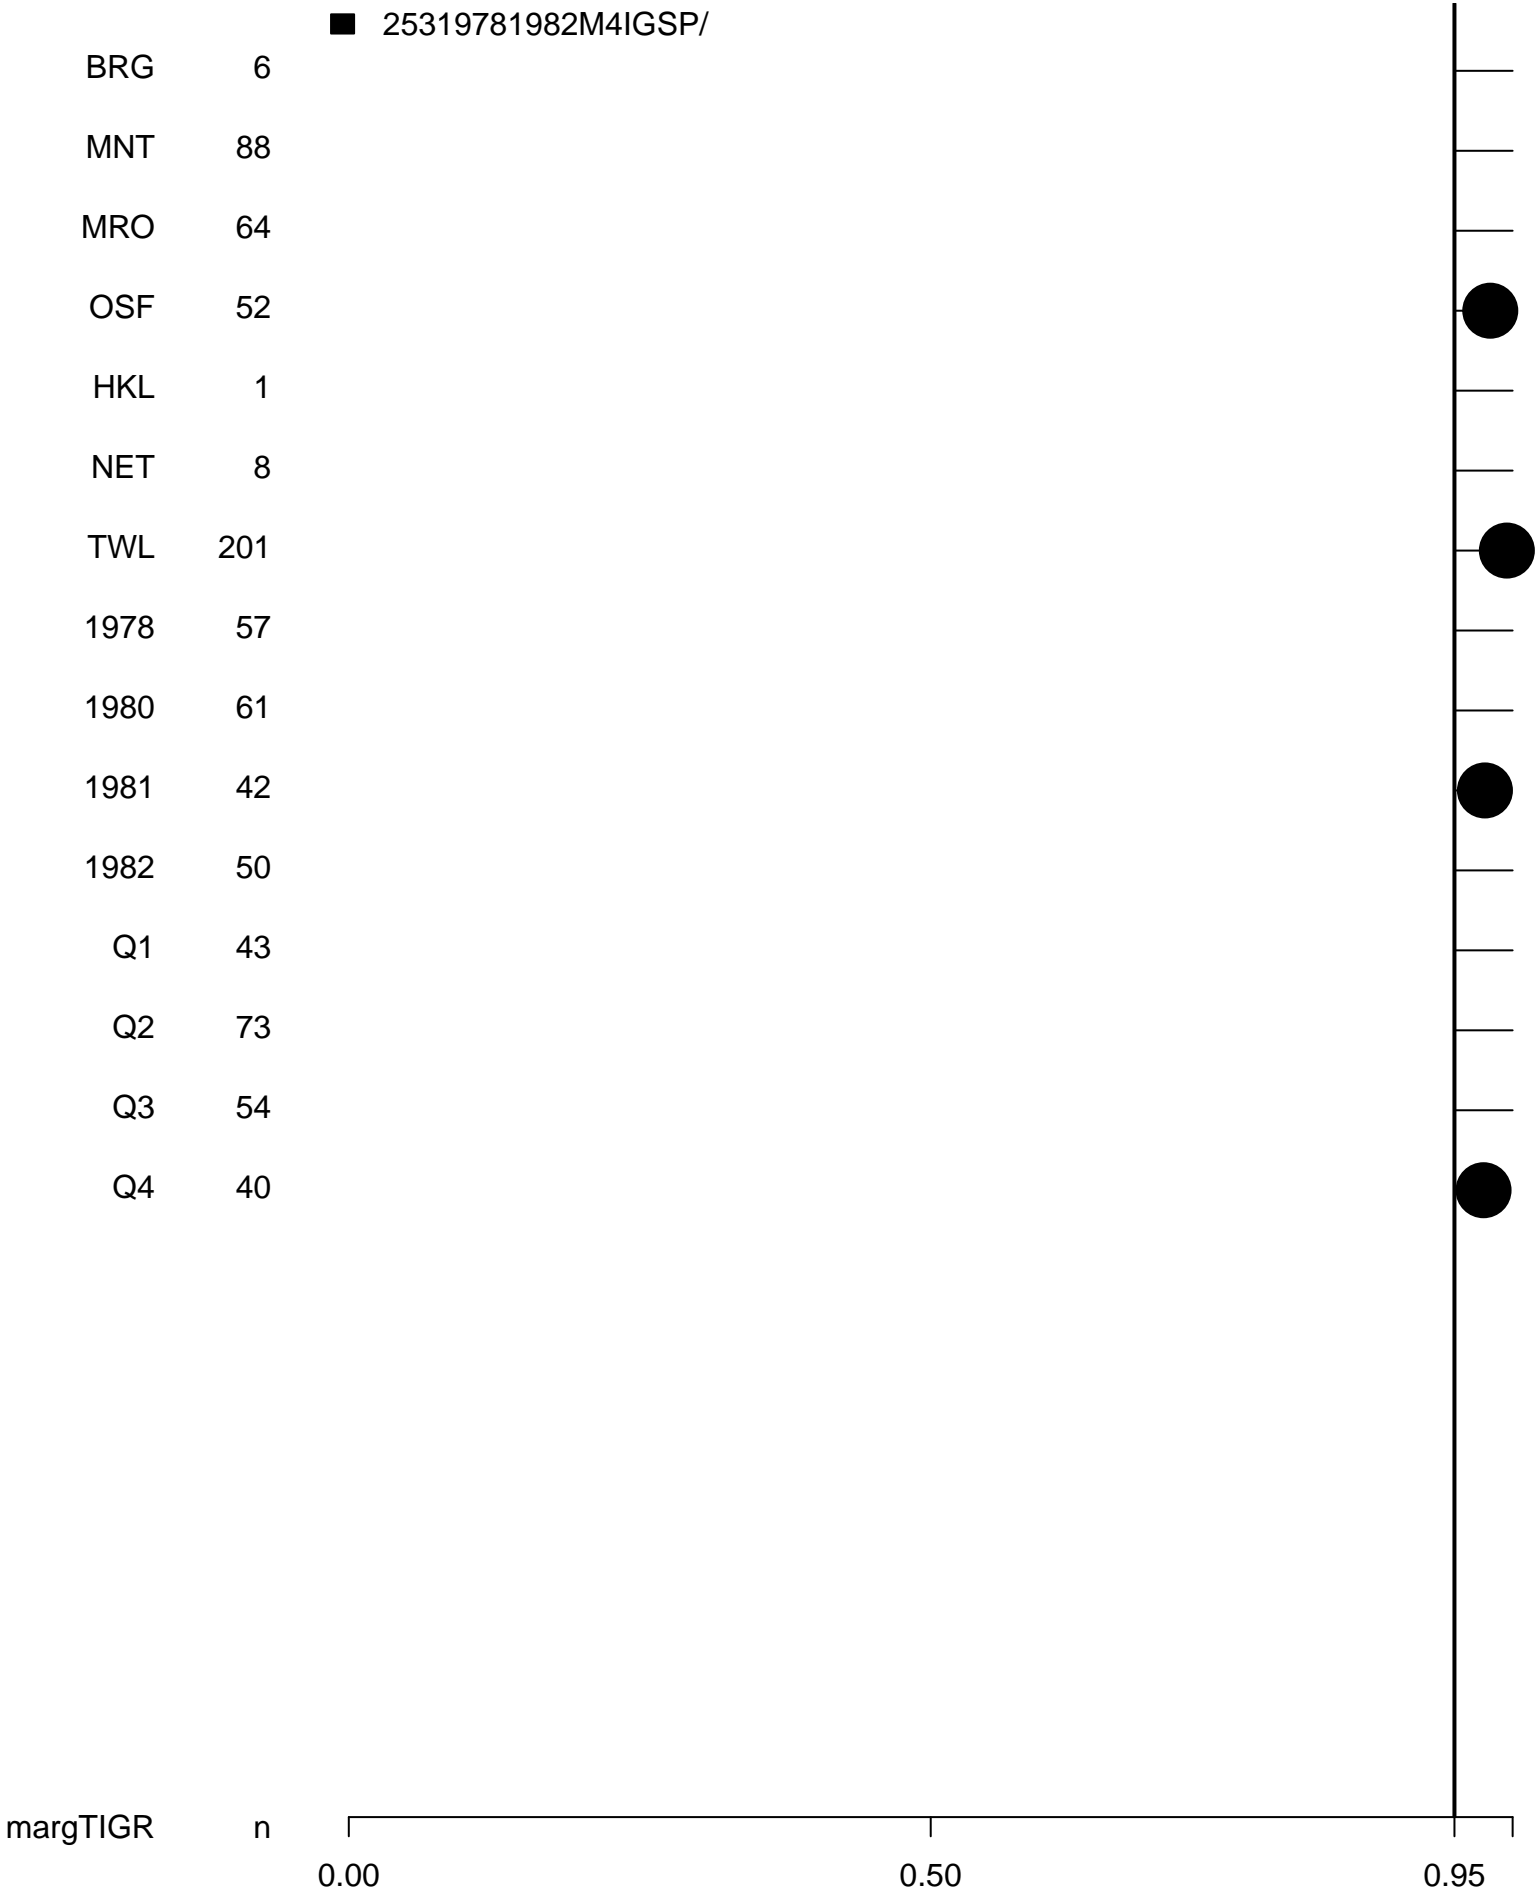 25319781982M4IGSP/
BRG 6
MNT 88
MRO 64
OSF 52
HKL 1
NET 8
TWL 201
1978 57
1980 61
1981 42
1982 50
Q1 43
Q2 73
Q3 54
Q4 40
margTIGR n
0.00 0.50 0.95